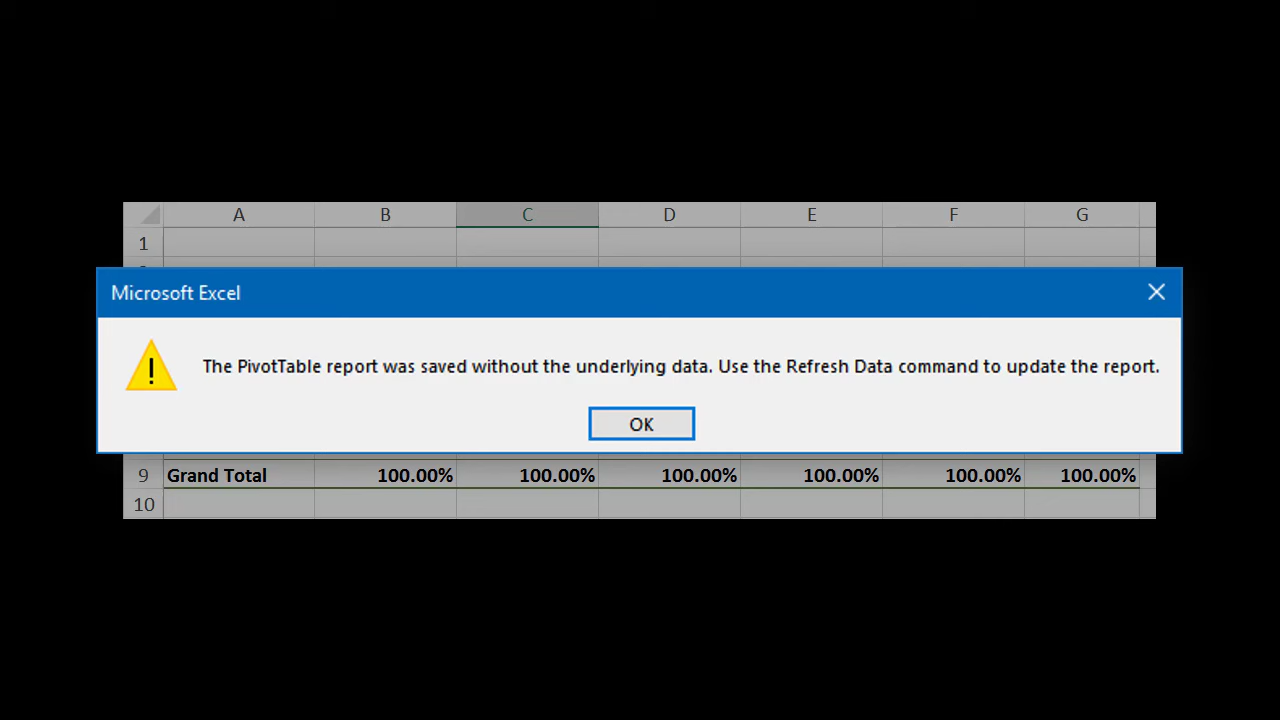 A B C D E F G
1
Microsoft Excel
The PivotTable report was saved without the underlying data. Use the Refresh Data command to update the report.
OK
9 Grand Total 100.00% 100.00% 100.00% 100.00% 100.00% 100.00%
10